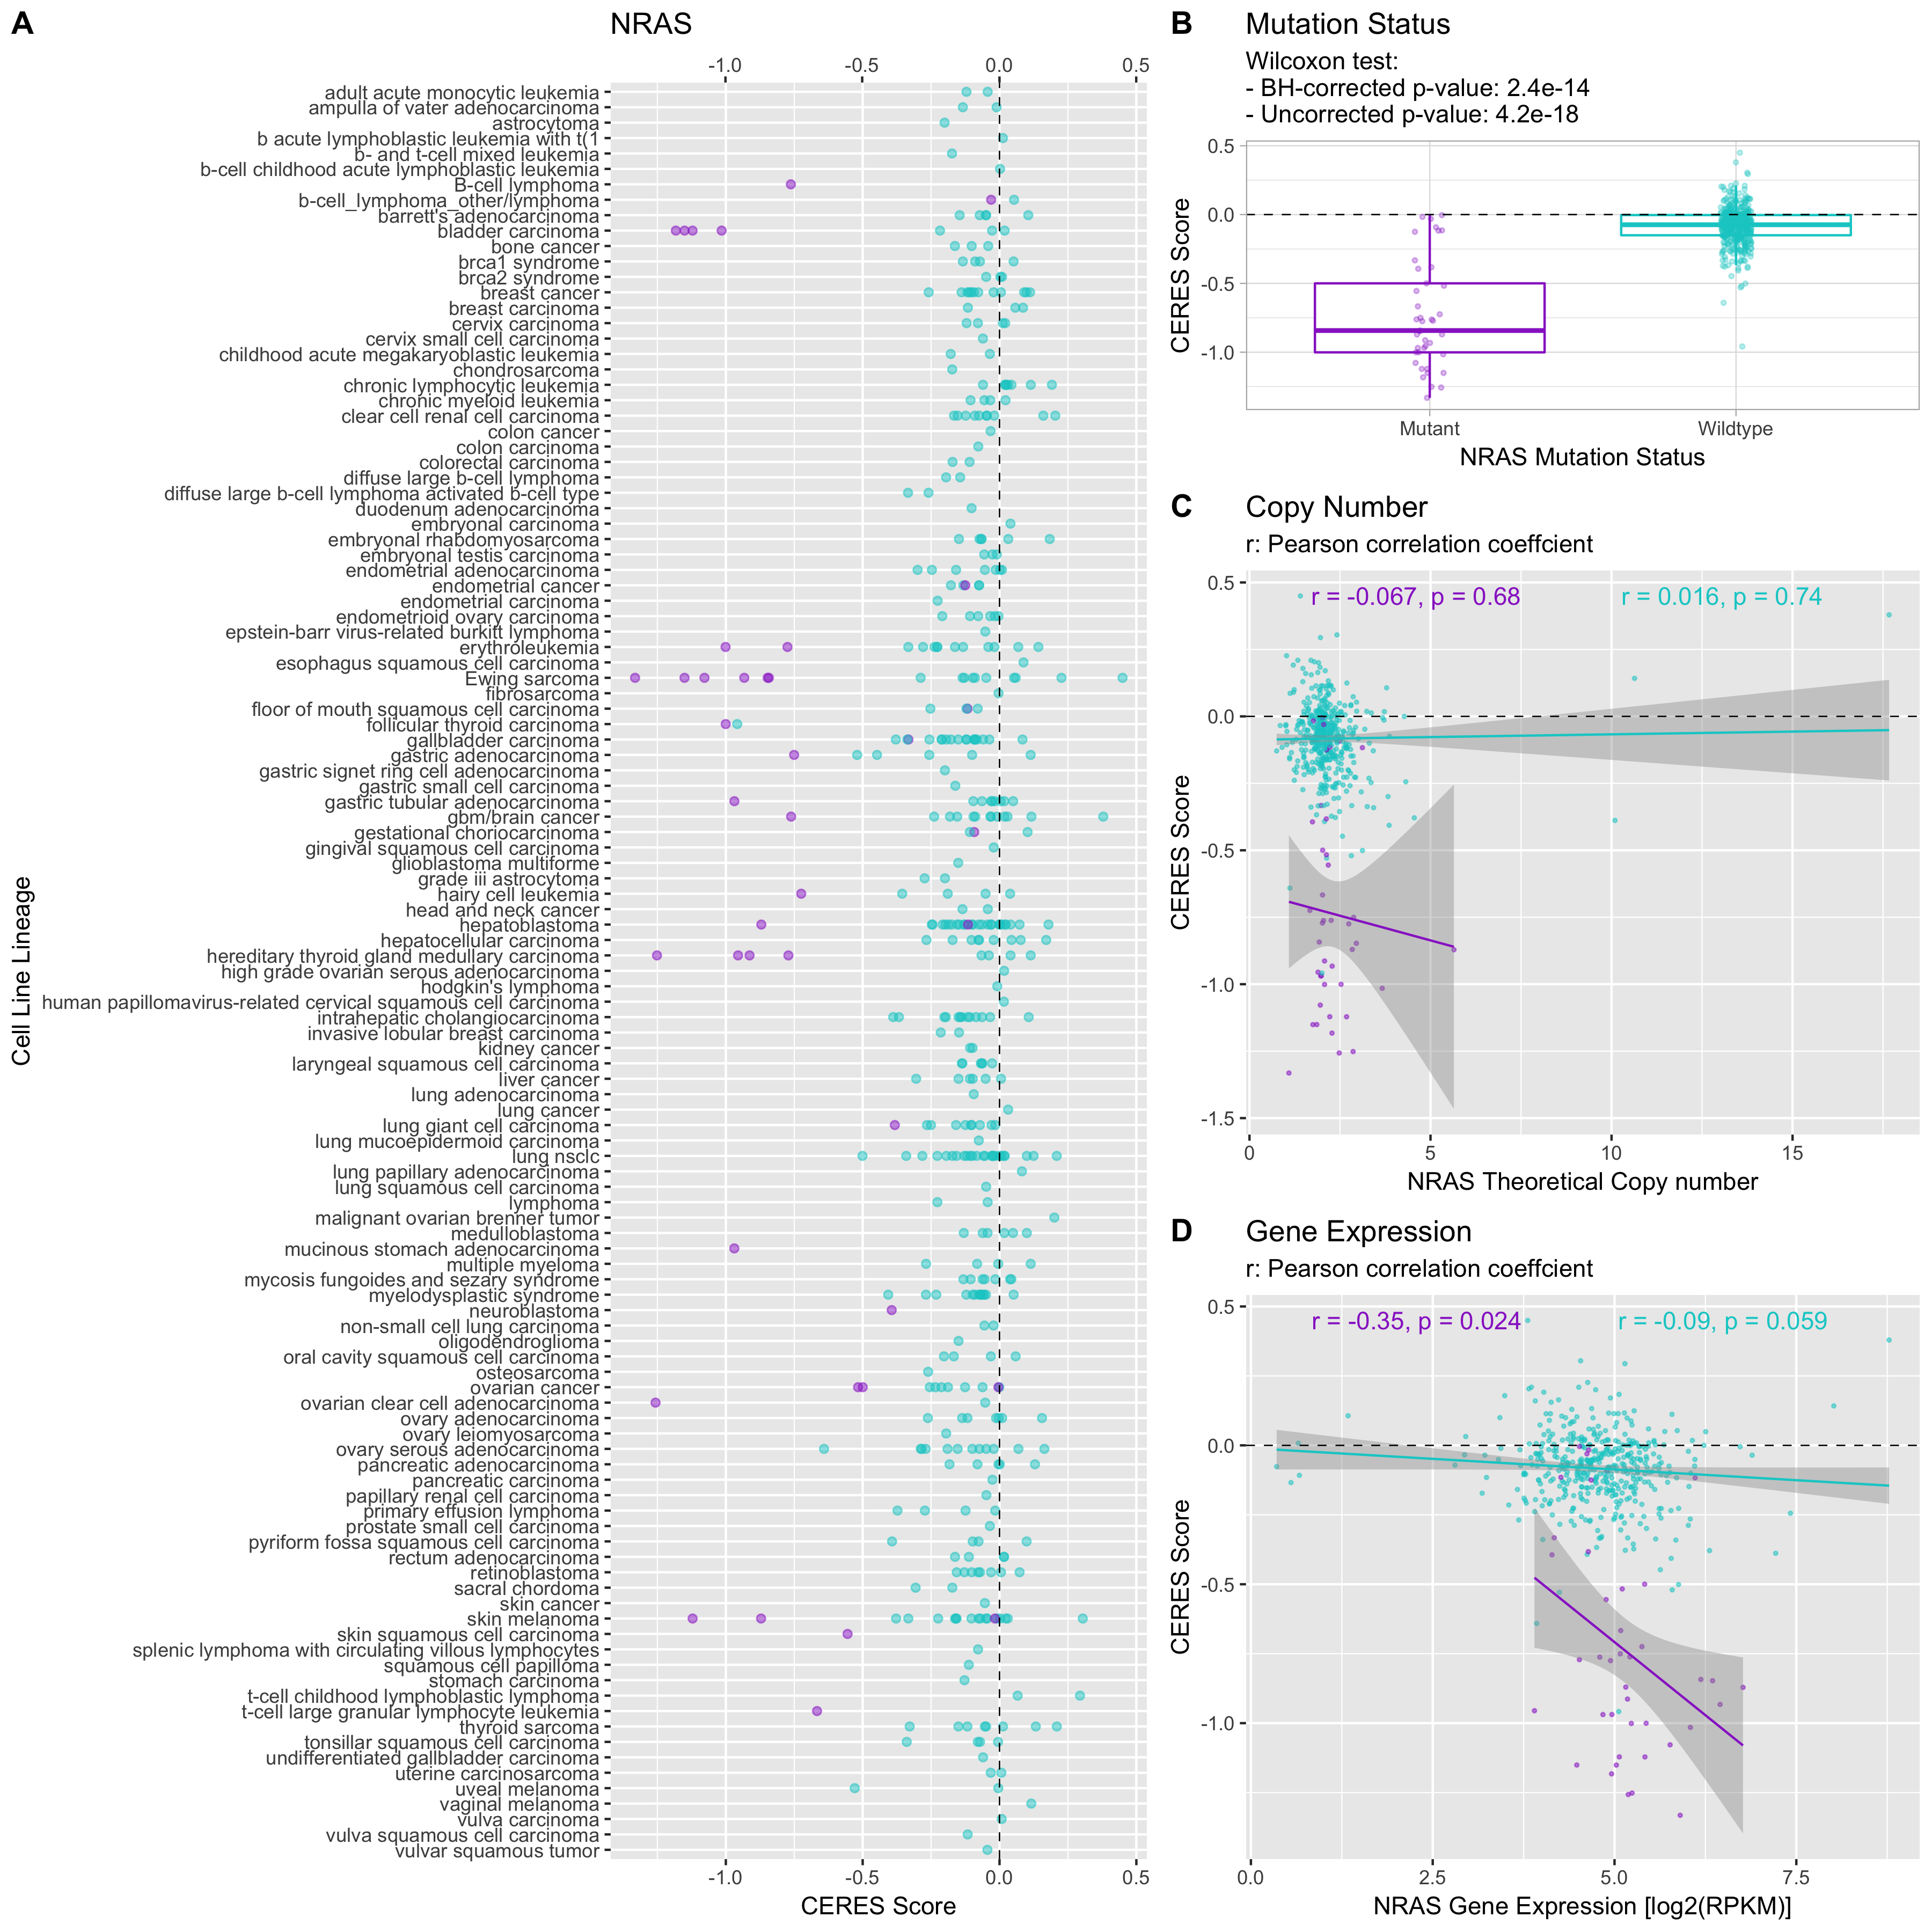 A
NRAS
-1.0 -0.5 0.0 0.5
adult acute monocytic leukemia
ampulla of vater adenocarcinoma
astrocytoma
b acute lymphoblastic leukemia with t(1
b- and t-cell mixed leukemia
b-cell childhood acute lymphoblastic leukemia
B-cell lymphoma
b-cell_lymphoma_other/lymphoma
barrett's adenocarcinoma
bladder carcinoma
bone cancer
brca1 syndrome
brca2 syndrome
breast cancer
breast carcinoma
cervix carcinoma
cervix small cell carcinoma
childhood acute megakaryoblastic leukemia
chondrosarcoma
chronic lymphocytic leukemia
chronic myeloid leukemia
clear cell renal cell carcinoma
colon cancer
colon carcinoma
colorectal carcinoma
diffuse large b-cell lymphoma
diffuse large b-cell lymphoma activated b-cell type
duodenum adenocarcinoma
embryonal carcinoma
embryonal rhabdomyosarcoma
embryonal testis carcinoma
endometrial adenocarcinoma
endometrial cancer
endometrial carcinoma
endometrioid ovary carcinoma
epstein-barr virus-related burkitt lymphoma
erythroleukemia
esophagus squamous cell carcinoma
Ewing sarcoma
fibrosarcoma
floor of mouth squamous cell carcinoma
follicular thyroid carcinoma
gallbladder carcinoma
gastric adenocarcinoma
gastric signet ring cell adenocarcinoma
gastric small cell carcinoma
gastric tubular adenocarcinoma
gbm/brain cancer
gestational choriocarcinoma
gingival squamous cell carcinoma
glioblastoma multiforme
grade iii astrocytoma
hairy cell leukemia
head and neck cancer
hepatoblastoma
hepatocellular carcinoma
hereditary thyroid gland medullary carcinoma
high grade ovarian serous adenocarcinoma
hodgkin's lymphoma
human papillomavirus-related cervical squamous cell carcinoma
intrahepatic cholangiocarcinoma
invasive lobular breast carcinoma
kidney cancer
laryngeal squamous cell carcinoma
liver cancer
lung adenocarcinoma
lung cancer
lung giant cell carcinoma
lung mucoepidermoid carcinoma
lung nsclc
lung papillary adenocarcinoma
lung squamous cell carcinoma
lymphoma
malignant ovarian brenner tumor
medulloblastoma
mucinous stomach adenocarcinoma
multiple myeloma
mycosis fungoides and sezary syndrome
myelodysplastic syndrome
neuroblastoma
non-small cell lung carcinoma
oligodendroglioma
oral cavity squamous cell carcinoma
osteosarcoma
ovarian cancer
ovarian clear cell adenocarcinoma
ovary adenocarcinoma
ovary leiomyosarcoma
ovary serous adenocarcinoma
pancreatic adenocarcinoma
pancreatic carcinoma
papillary renal cell carcinoma
primary effusion lymphoma
prostate small cell carcinoma
pyriform fossa squamous cell carcinoma
rectum adenocarcinoma
retinoblastoma
sacral chordoma
skin cancer
skin melanoma
skin squamous cell carcinoma
splenic lymphoma with circulating villous lymphocytes
squamous cell papilloma
stomach carcinoma
t-cell childhood lymphoblastic lymphoma
t-cell large granular lymphocyte leukemia
thyroid sarcoma
tonsillar squamous cell carcinoma
undifferentiated gallbladder carcinoma
uterine carcinosarcoma
uveal melanoma
vaginal melanoma
vulva carcinoma
vulva squamous cell carcinoma
vulvar squamous tumor
-1.0 -0.5 0.0 0.5
CERES Score
Cell Line Lineage
B
Mutation Status
Wilcoxon test:
- BH-corrected p-value: 2.4e-14
- Uncorrected p-value: 4.2e-18
0.5
0.0
-0.5
-1.0
CERES Score
Mutant Wildtype
NRAS Mutation Status
C
Copy Number
r: Pearson correlation coeffcient
r = -0.067, p = 0.68 r = 0.016, p = 0.74
0.5
0.0
-0.5
-1.0
-1.5
CERES Score
0 5 10 15
NRAS Theoretical Copy number
D
Gene Expression
r: Pearson correlation coeffcient
r = -0.35, p = 0.024 r = -0.09, p = 0.059
0.5
0.0
-0.5
-1.0
CERES Score
0.0 2.5 5.0 7.5
NRAS Gene Expression [log2(RPKM)]